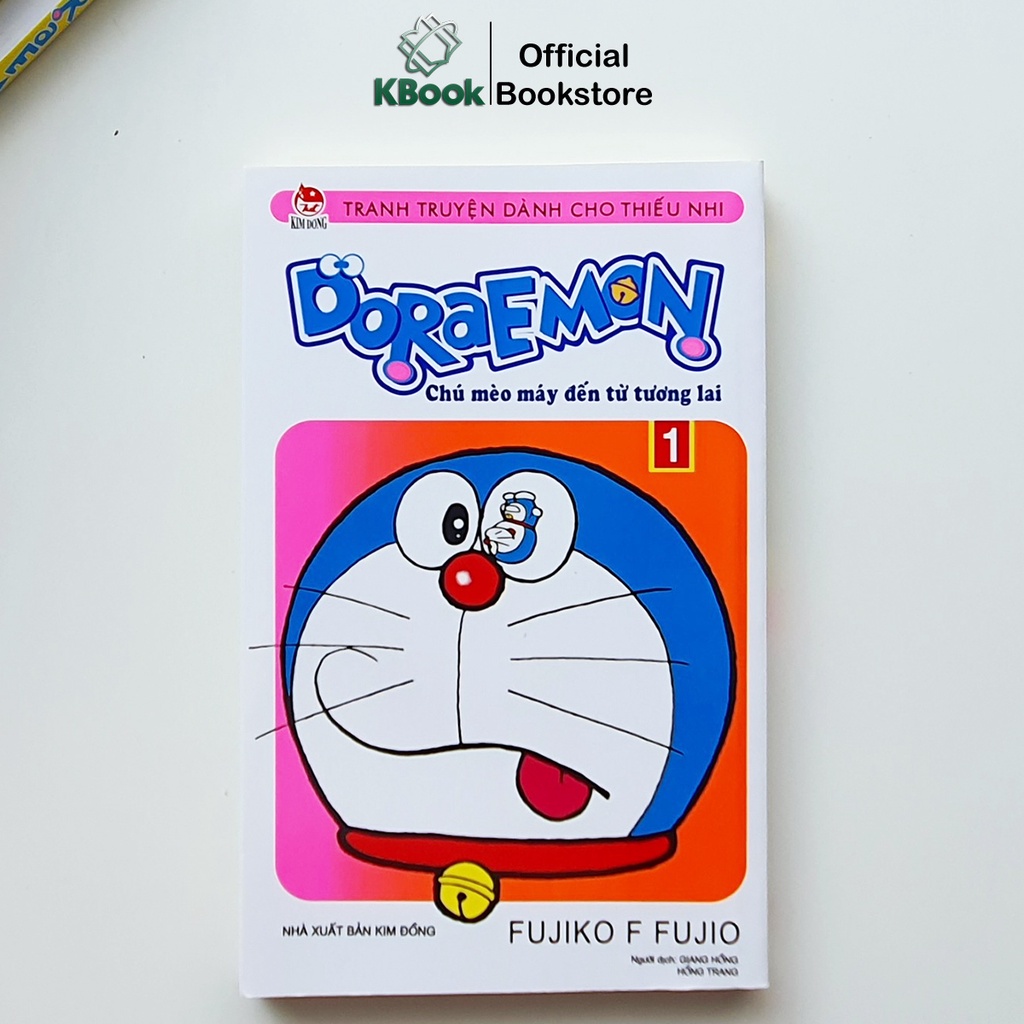 Official
KBook Bookstore
KIM ĐỒNG
TRANH TRUYỆN DÀNH CHO THIẾU NHI
DORAEMON
Chú mèo máy đến từ tương lai
1
NHÀ XUẤT BẢN KIM ĐỒNG
FUJIKO F FUJIO
Người dịch: GIANG HỒNG
HỒNG TRANG